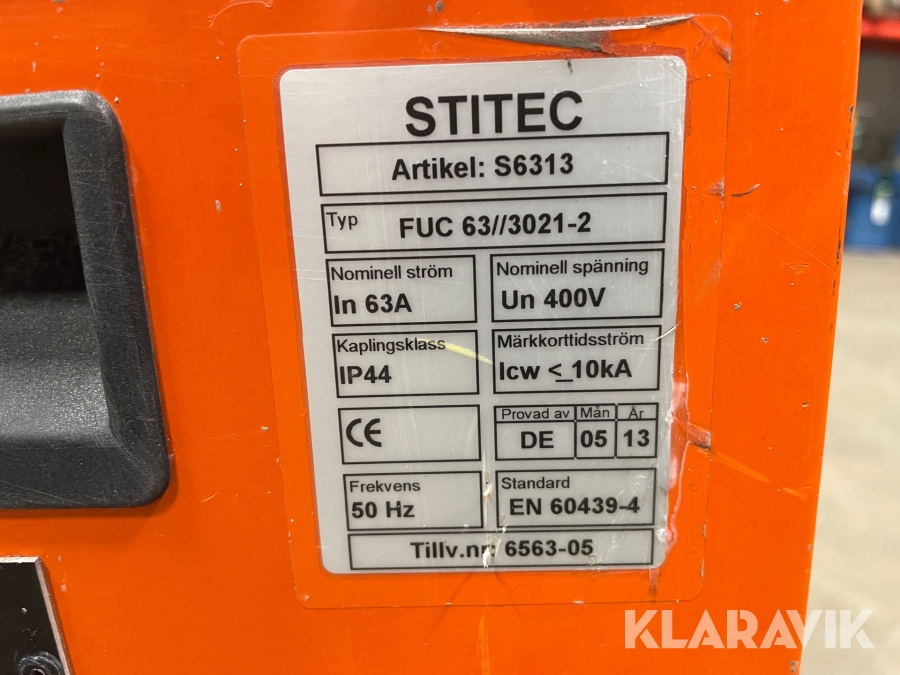 STITEC
Artikel: S6313
Typ FUC 63//3021-2
Nominell ström
In 63A
Nominell spänning
Un 400V
Kaplingsklass
IP44
Märkkorttidsström
Icw <_10kA
CE
Provad av Mån År
DE 05 13
Frekvens
50 Hz
Standard
EN 60439-4
Tillv.nr: 6563-05
KLARAVIK